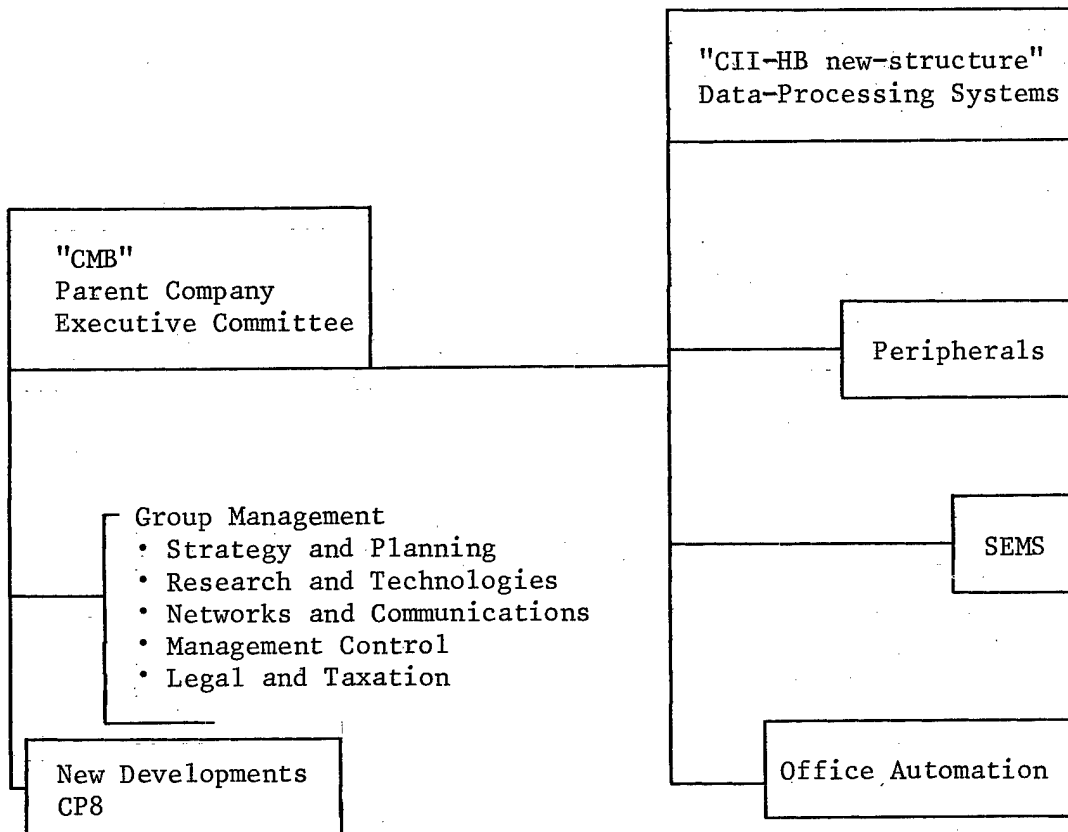 "CII-HB new-structure"
Data-Processing Systems
"CMB"
Parent Company
Executive Committee
Peripherals
SEMS
Group Management
• Strategy and Planning
• Research and Technologies
• Networks and Communications
• Management Control
• Legal and Taxation
New Developments
CP8
Office Automation